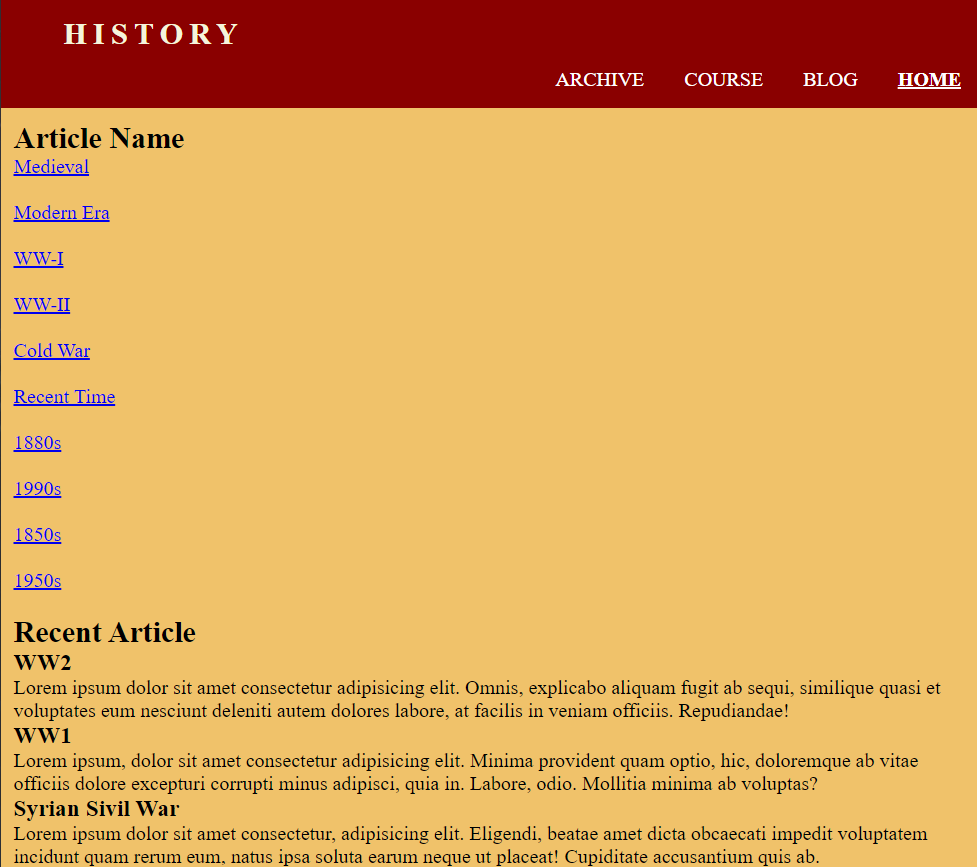 HISTORY
ARCHIVE COURSE BLOG HOME
Article Name
Medieval
Modern Era
WW-I
WW-II
Cold War
Recent Time
1880s
1990s
1850s
1950s
Recent Article
WW2
Lorem ipsum dolor sit amet consectetur adipisicing elit. Omnis, explicabo aliquam fugit ab sequi, similique quasi et
voluptates eum nesciunt deleniti autem dolores labore, at facilis in veniam officiis. Repudiandae!
WW1
Lorem ipsum, dolor sit amet consectetur adipisicing elit. Minima provident quam optio, hic, doloremque ab vitae
officiis dolore excepturi corrupti minus adipisci, quia in. Labore, odio. Mollitia minima ab voluptas?
Syrian Sivil War
Lorem ipsum dolor sit amet consectetur, adipisicing elit. Eligendi, beatae amet dicta obcaecati impedit voluptatem
incidunt quam rerum eum, natus ipsa soluta earum neque ut placeat! Cupiditate accusantium quis ab.